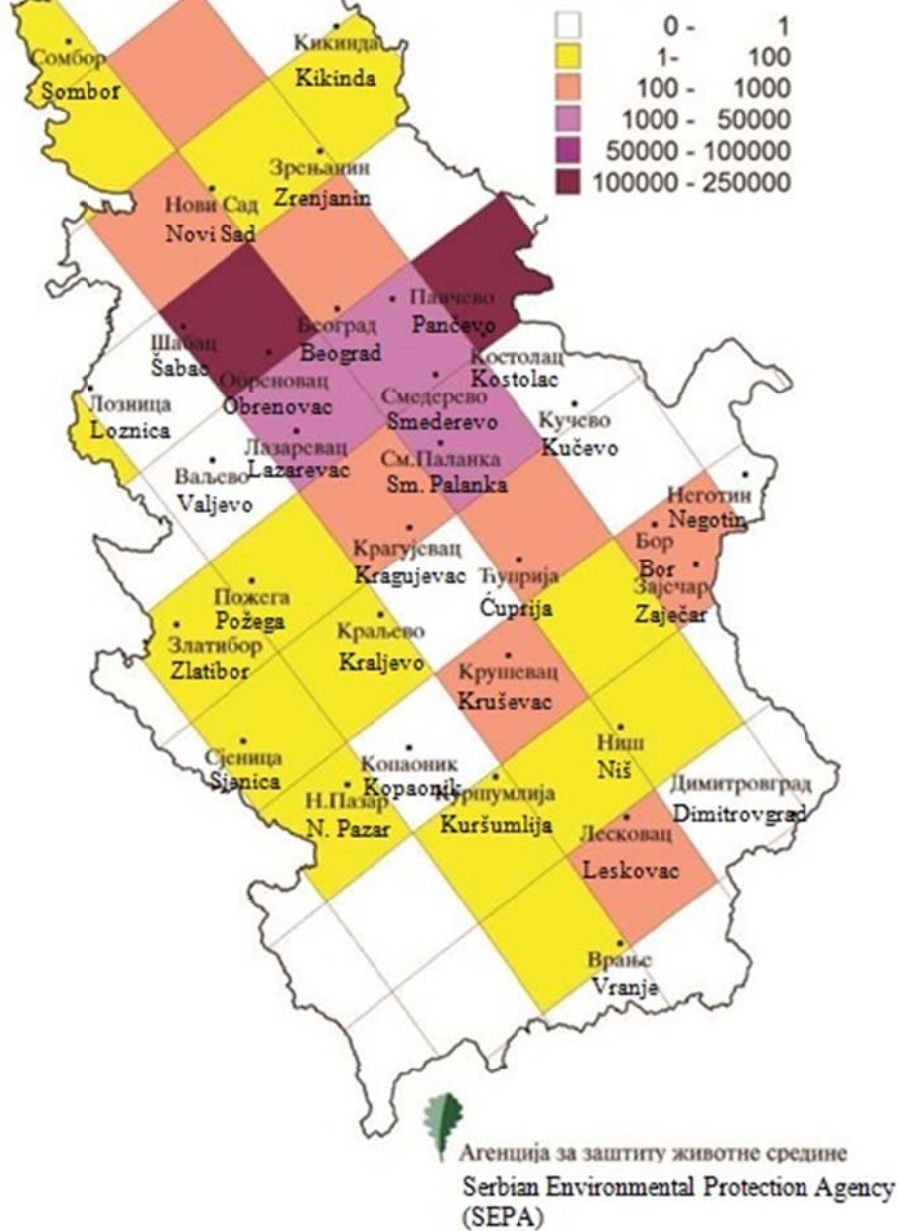 Сомбор
Sombor
Кикинда
Kikinda
0 - 1
1- 100
100 - 1000
1000 - 50000
50000 - 100000
100000 - 250000
Зрењанин
Zrenjanin
Нови Сад
Novi Sad
Панчево
Pančevo
Београд
Beograd
Шабац
Šabac
Костолац
Kostolac
Обреновац
Obrenovac
Смедерево
Smederevo
Лозница
Loznica
Кучево
Kučevo
Лазаревац
Lazarevac
См.Паланка
Sm. Palanka
Ваљево
Valjevo
Неготин
Negotin
Бор
Bor
Крагујевац
Kragujevac
Ћуприја
Ćuprija
Зајечар
Zaječar
Пожега
Požega
Златибор
Zlatibor
Краљево
Kraljevo
Крушевац
Kruševac
Ниш
Niš
Сјеница
Sjenica
Копаоник
Kopaonik
Димитровград
Dimitrovgrad
Н.Пазар
N. Pazar
Куршумлија
Kuršumlija
Лесковац
Leskovac
Врање
Vranje
Агенција за заштиту животне средине
Serbian Environmental Protection Agency
(SEPA)